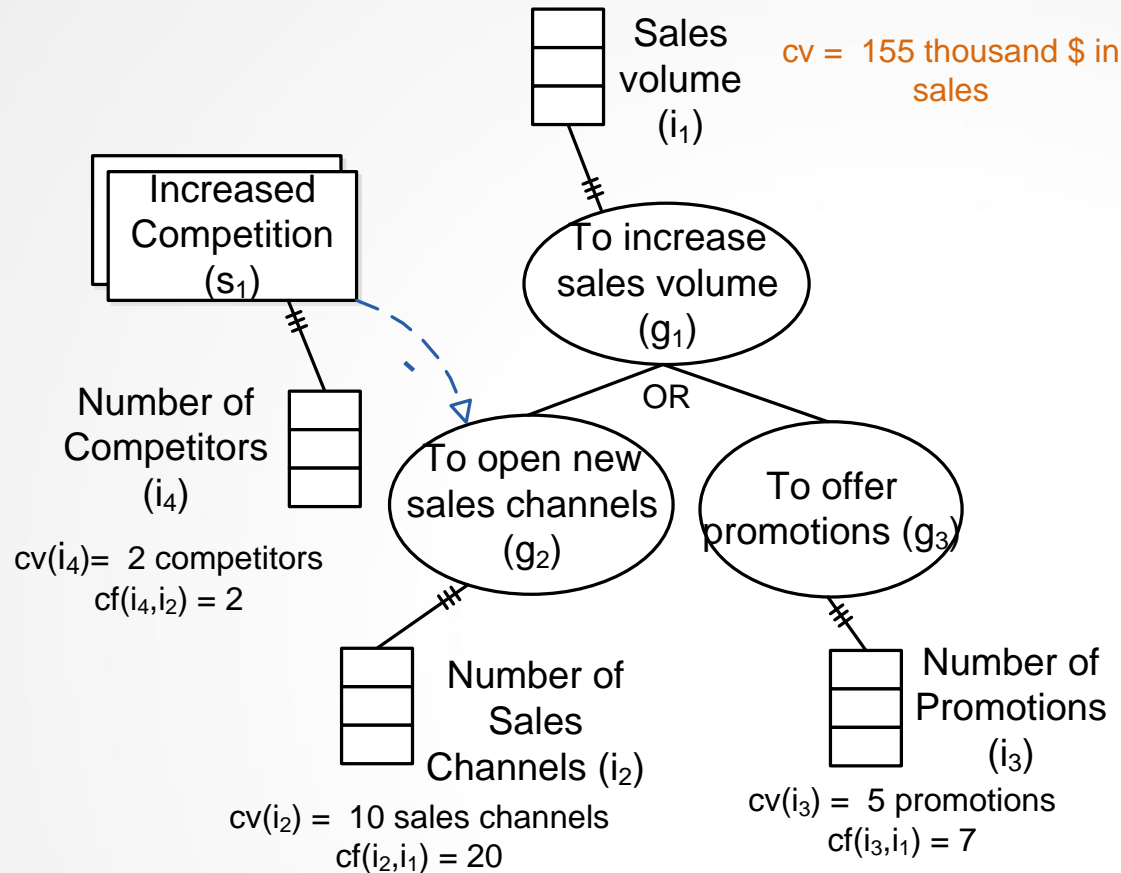 Sales
volume
(i₁)
cv = 155 thousand $ in
sales
Increased
Competition
(s₁)
To increase
sales volume
(g₁)
OR
Number of
Competitors
(i₄)
cv(i₄)= 2 competitors
cf(i₄,i₂) = 2
To open new
sales channels
(g₂)
To offer
promotions (g₃)
Number of
Sales
Channels (i₂)
cv(i₂) = 10 sales channels
cf(i₂,i₁) = 20
Number of
Promotions
(i₃)
cv(i₃) = 5 promotions
cf(i₃,i₁) = 7